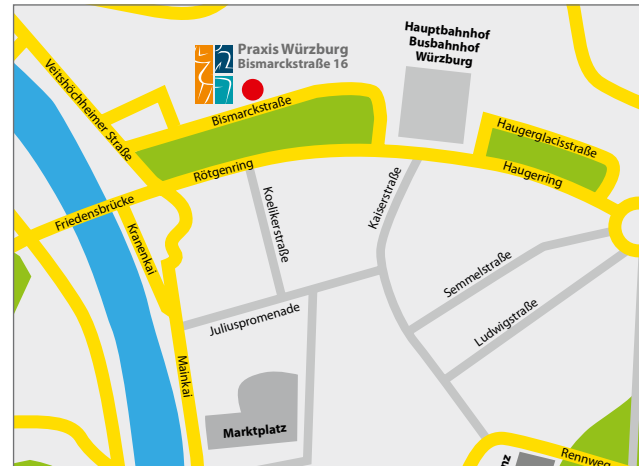 Praxis Würzburg
Bismarckstraße 16
Hauptbahnhof
Busbahnhof
Würzburg
Veitshöchheimer Straße
Bismarckstraße
Haugerglacisstraße
Rötgenring
Haugerring
Friedensbrücke
Kranenkai
Koelikerstraße
Kaiserstraße
Semmelstraße
Juliuspromenade
Ludwigstraße
Mainkai
Marktplatz
Rennweg